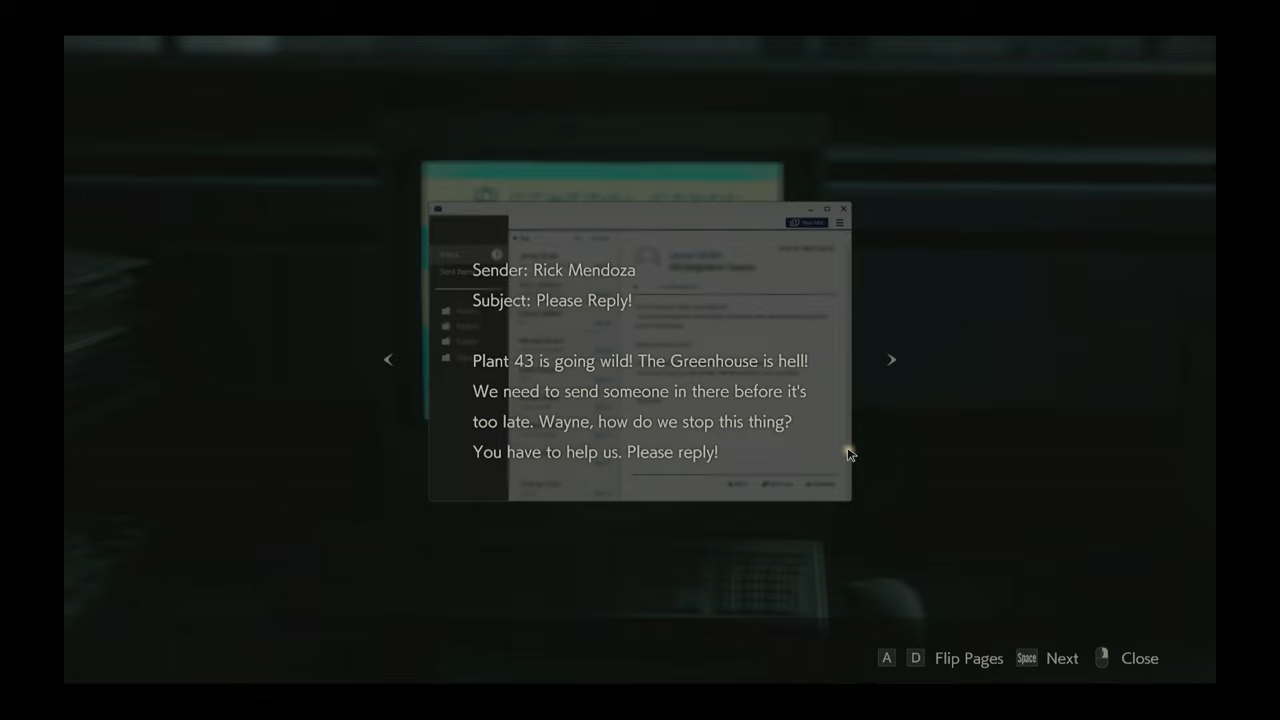 Sender: Rick Mendoza
Subject: Please Reply!
Plant 43 is going wild! The Greenhouse is hell!
We need to send someone in there before it's
too late. Wayne, how do we stop this thing?
You have to help us. Please reply!
A D Flip Pages Space Next Close